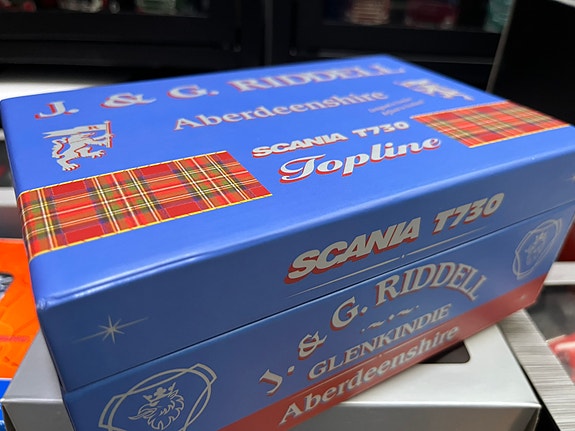 J. & G. RIDDELL
Aberdeenshire
SCANIA T730
Topline
SCANIA T730
J. & G. RIDDELL
GLENKINDIE
Aberdeenshire